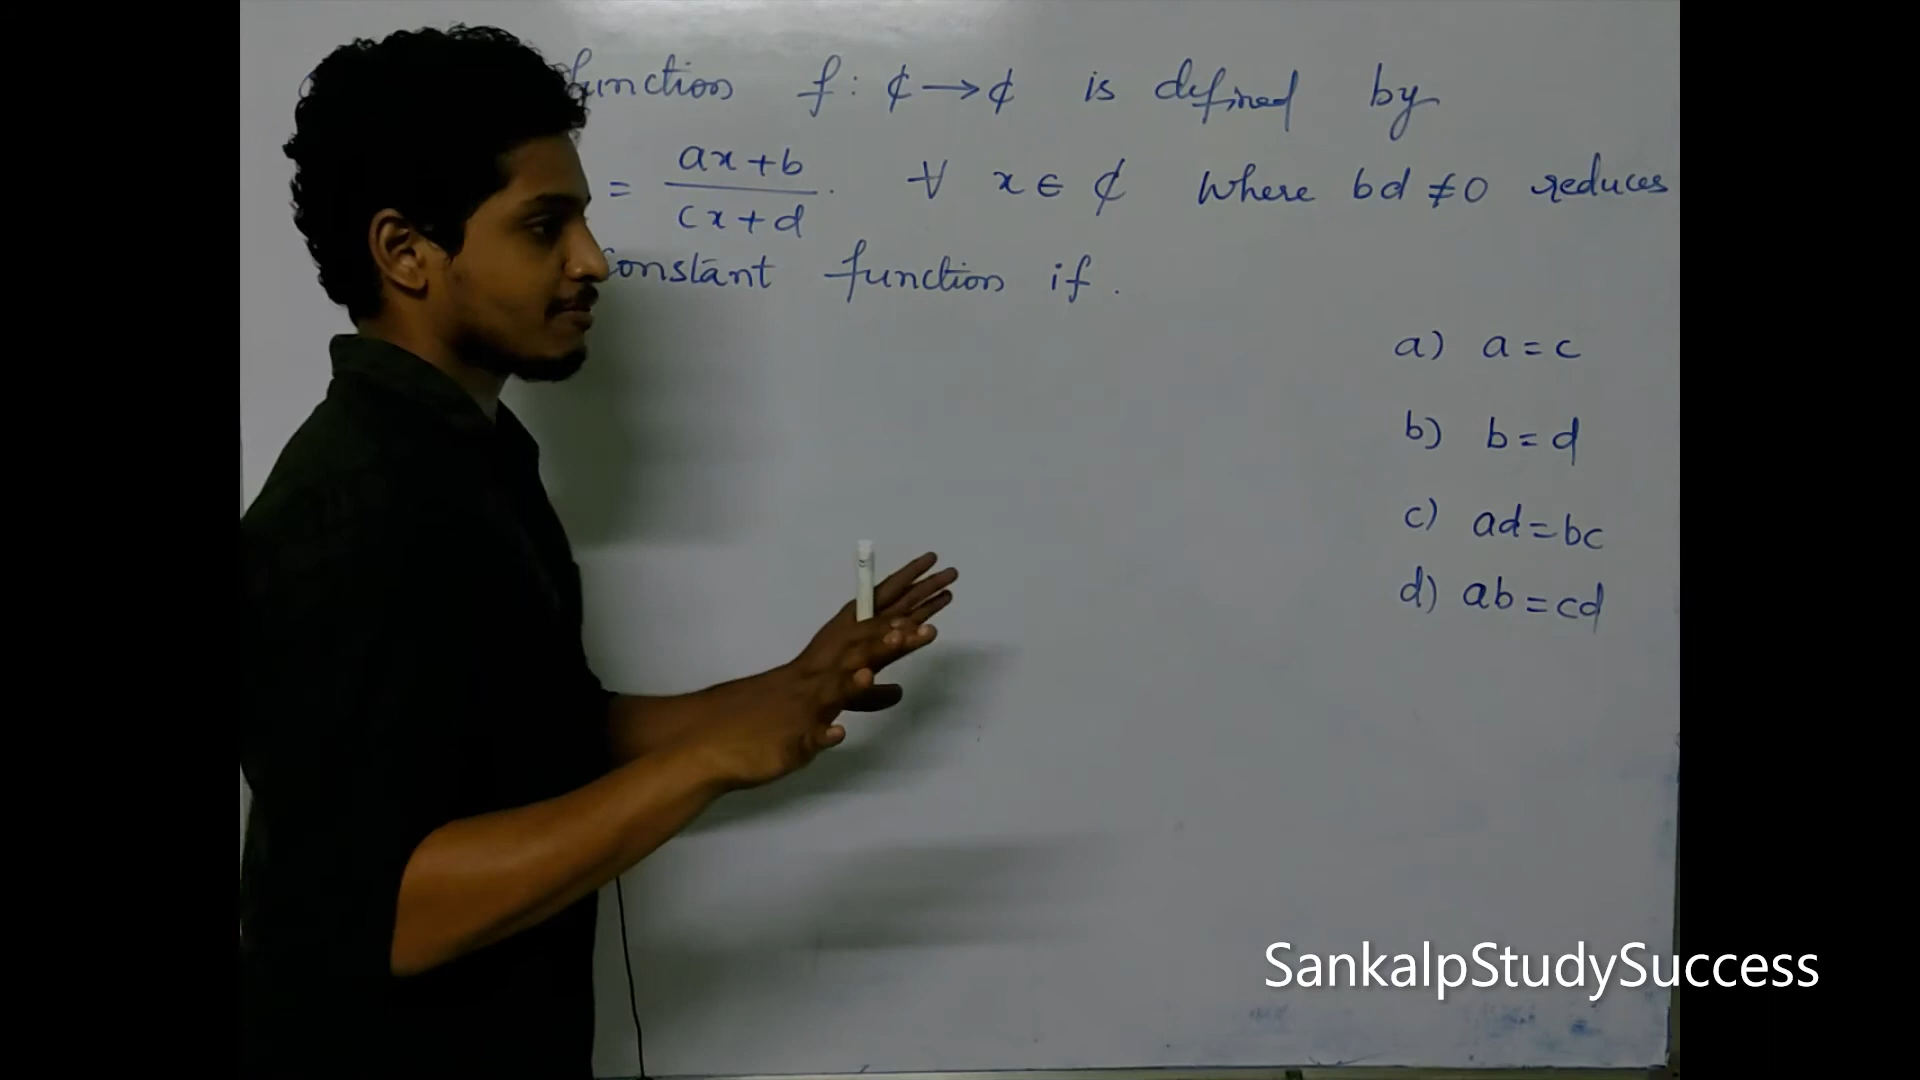 function f: ₵→₵ is defined by
= ax+b / cx+d . ∀ x ∈ ₵ Where bd ≠ 0 reduces
constant function if .
a) a = c
b) b = d
c) ad = bc
d) ab = cd
SankalpStudySuccess